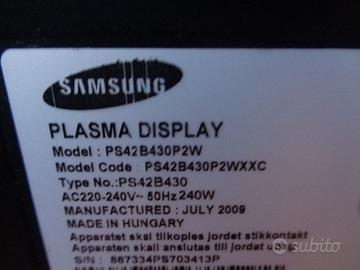 SAMSUNG
PLASMA DISPLAY
Model : PS42B430P2W
Model Code : PS42B430P2WXXC
Type No.:PS42B430
AC220-240V~ 50Hz 240W
MANUFACTURED : JULY 2009
MADE IN HUNGARY
Apparatet skal tilkoples jordet stikkontakt
Apparaten skall anslutas till jordat uttag
S/N : 887334PS703413P
subito